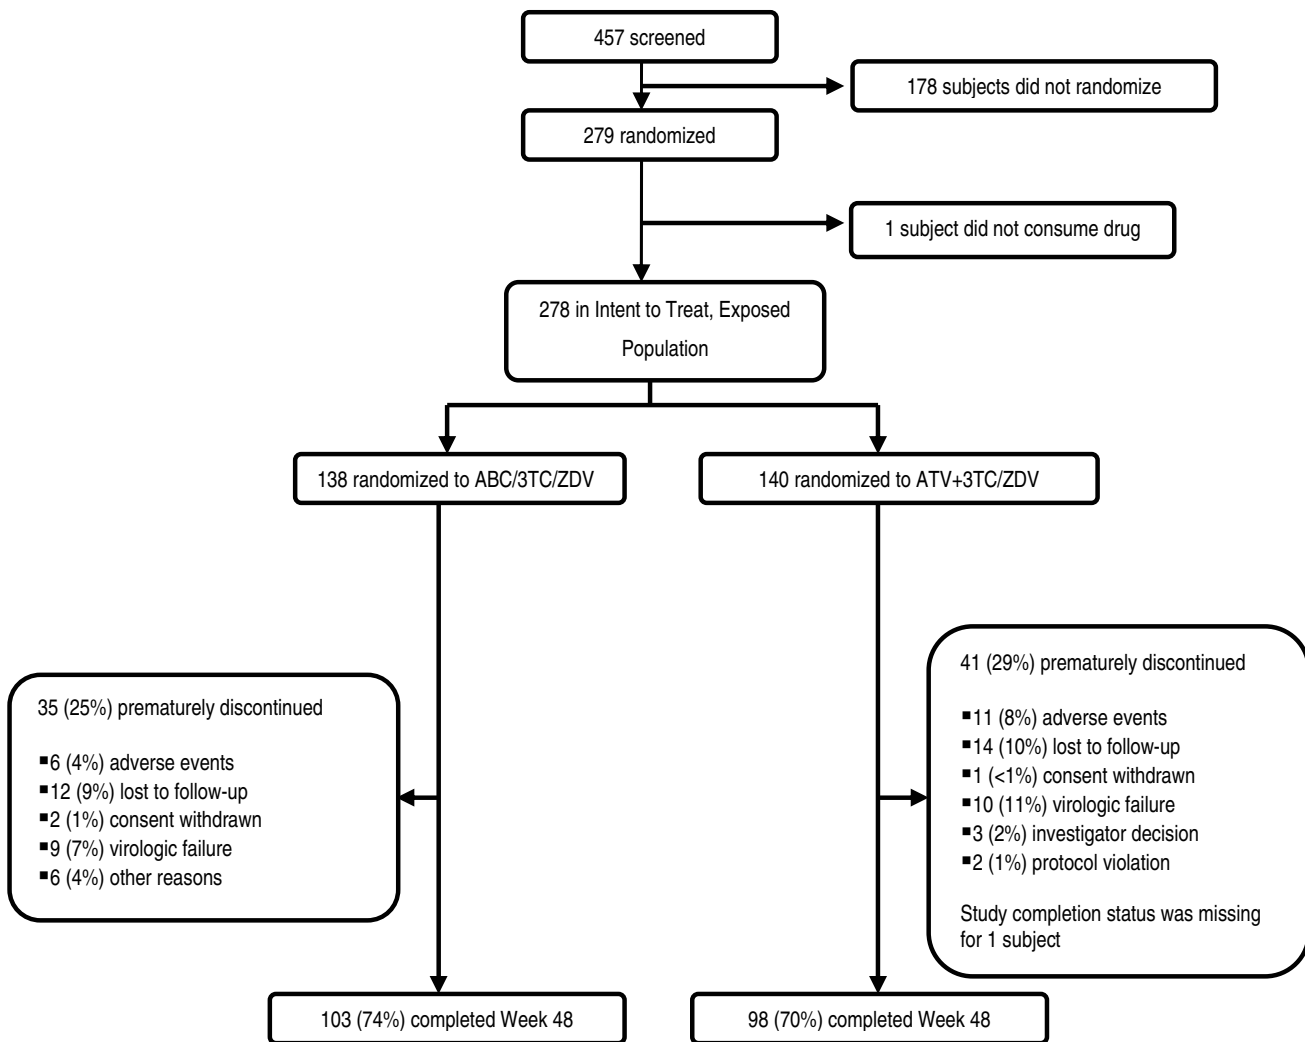 457 screened
178 subjects did not randomize
279 randomized
1 subject did not consume drug
278 in Intent to Treat, Exposed
Population
138 randomized to ABC/3TC/ZDV
140 randomized to ATV+3TC/ZDV
35 (25%) prematurely discontinued
▪6 (4%) adverse events
▪12 (9%) lost to follow-up
▪2 (1%) consent withdrawn
▪9 (7%) virologic failure
▪6 (4%) other reasons
41 (29%) prematurely discontinued
▪11 (8%) adverse events
▪14 (10%) lost to follow-up
▪1 (<1%) consent withdrawn
▪10 (11%) virologic failure
▪3 (2%) investigator decision
▪2 (1%) protocol violation
Study completion status was missing
for 1 subject
103 (74%) completed Week 48
98 (70%) completed Week 48